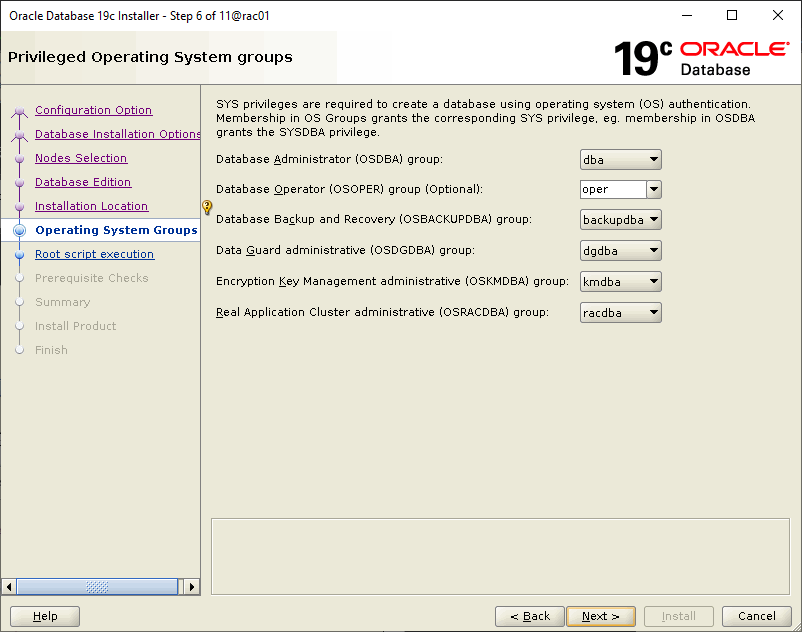 Oracle Database 19c Installer - Step 6 of 11@rac01
Privileged Operating System groups
19c ORACLE
Database
Configuration Option
Database Installation Options
Nodes Selection
Database Edition
Installation Location
Operating System Groups
Root script execution
Prerequisite Checks
Summary
Install Product
Finish
SYS privileges are required to create a database using operating system (OS) authentication.
Membership in OS Groups grants the corresponding SYS privilege, eg. membership in OSDBA
grants the SYSDBA privilege.
Database Administrator (OSDBA) group: dba
Database Operator (OSOPER) group (Optional): oper
Database Backup and Recovery (OSBACKUPDBA) group: backupdba
Data Guard administrative (OSDGDBA) group: dgdba
Encryption Key Management administrative (OSKMDBA) group: kmdba
Real Application Cluster administrative (OSRACDBA) group: racdba
Help < Back Next > Install Cancel